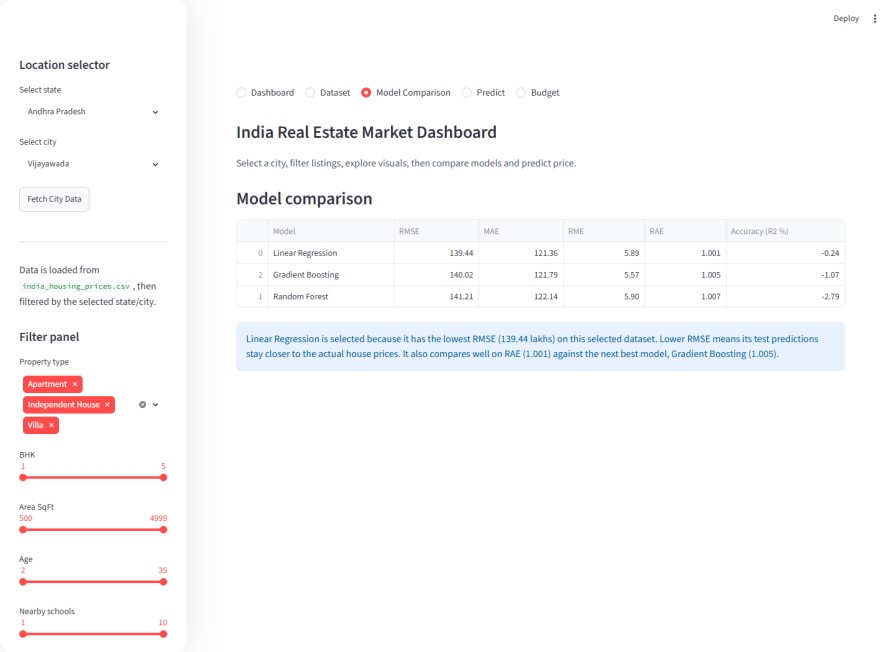 Deploy
Location selector
Select state
Andhra Pradesh
Select city
Vijayawada
Fetch City Data
Data is loaded from
india_housing_prices.csv , then
filtered by the selected state/city.
Filter panel
Property type
Apartment ×
Independent House ×
Villa ×
BHK
1 5
Area SqFt
500 4999
Age
2 35
Nearby schools
1 10
Dashboard Dataset Model Comparison Predict Budget
India Real Estate Market Dashboard
Select a city, filter listings, explore visuals, then compare models and predict price.
Model comparison
Model RMSE MAE RME RAE Accuracy (R2 %)
0 Linear Regression 139.44 121.36 5.89 1.001 -0.24
2 Gradient Boosting 140.02 121.79 5.57 1.005 -1.07
1 Random Forest 141.21 122.14 5.90 1.007 -2.79
Linear Regression is selected because it has the lowest RMSE (139.44 lakhs) on this selected dataset. Lower RMSE means its test predictions
stay closer to the actual house prices. It also compares well on RAE (1.001) against the next best model, Gradient Boosting (1.005).